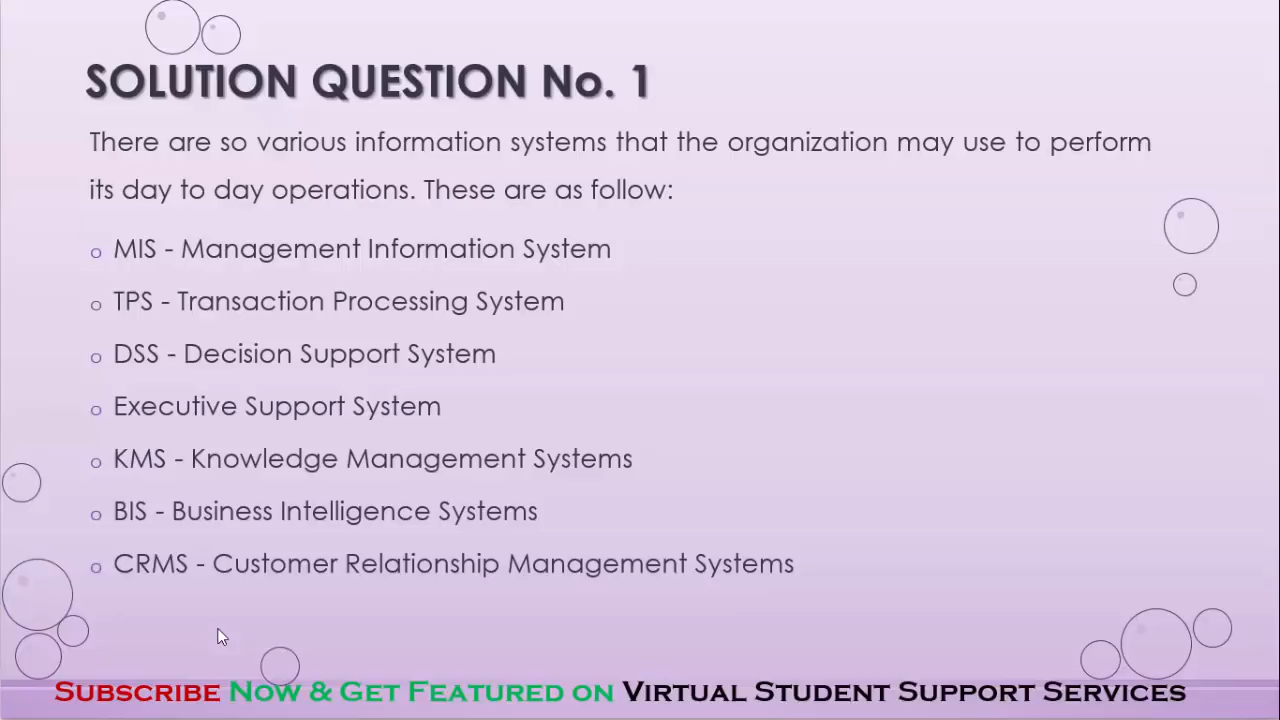 SOLUTION QUESTION No. 1
There are so various information systems that the organization may use to perform
its day to day operations. These are as follow:
o MIS - Management Information System
o TPS - Transaction Processing System
o DSS - Decision Support System
o Executive Support System
o KMS - Knowledge Management Systems
o BIS - Business Intelligence Systems
o CRMS - Customer Relationship Management Systems
Subscribe Now & Get Featured on Virtual Student Support Services